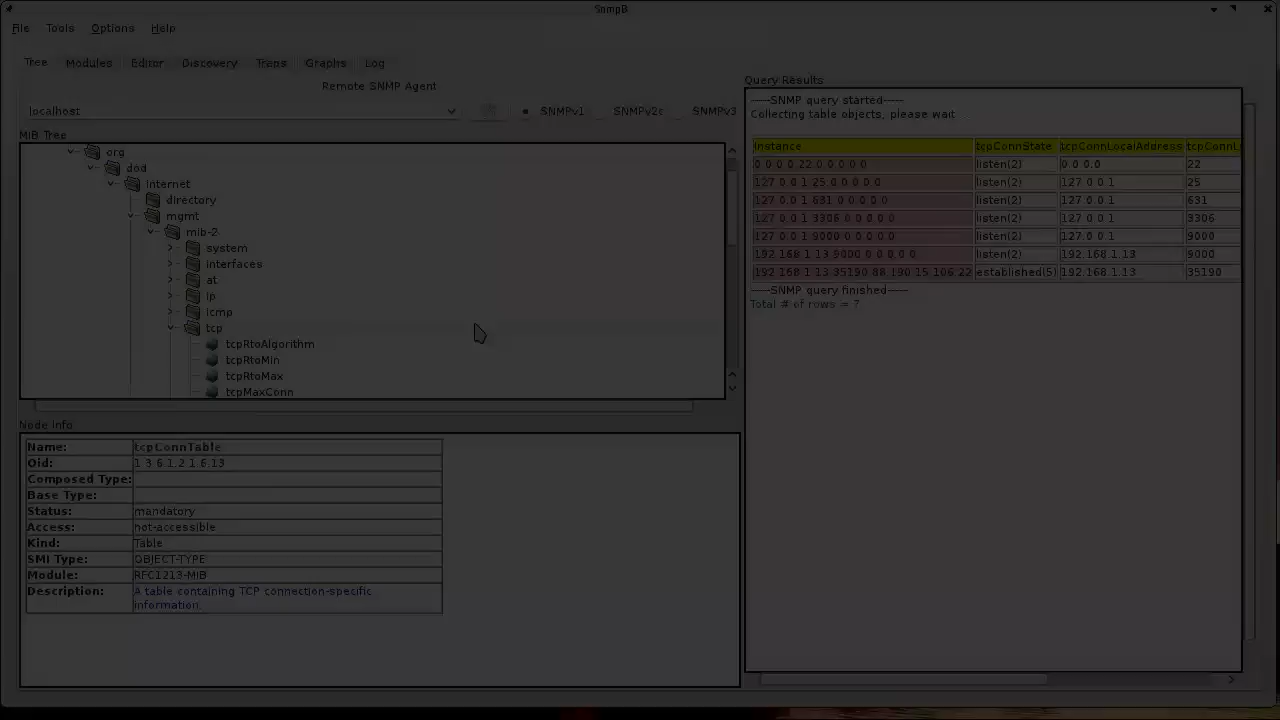 SnmpB
File Tools Options Help
Tree Modules Editor Discovery Traps Graphs Log
Remote SNMP Agent
localhost SNMPv1 SNMPv2c SNMPv3
MIB Tree
org
dod
internet
directory
mgmt
mib-2
system
interfaces
at
ip
icmp
tcp
tcpRtoAlgorithm
tcpRtoMin
tcpRtoMax
tcpMaxConn
Node Info
Name: tcpConnTable
Oid: 1.3.6.1.2.1.6.13
Composed Type:
Base Type:
Status: mandatory
Access: not-accessible
Kind: Table
SMI Type: OBJECT-TYPE
Module: RFC1213-MIB
Description: A table containing TCP connection-specific
information.
Query Results
-----SNMP query started-----
Collecting table objects, please wait
Instance tcpConnState tcpConnLocalAddress
0.0.0.0.22.0.0.0.0.0 listen(2) 0.0.0.0 22
127.0.0.1.25.0.0.0.0.0 listen(2) 127.0.0.1 25
127.0.0.1.631.0.0.0.0.0 listen(2) 127.0.0.1 631
127.0.0.1.3306.0.0.0.0.0 listen(2) 127.0.0.1 3306
127.0.0.1.9000.0.0.0.0.0 listen(2) 127.0.0.1 9000
192.168.1.13.9000.0.0.0.0.0 listen(2) 192.168.1.13 9000
192.168.1.13.35190.88.190.15.106.22 established(5) 192.168.1.13 35190
-----SNMP query finished-----
Total # of rows = 7